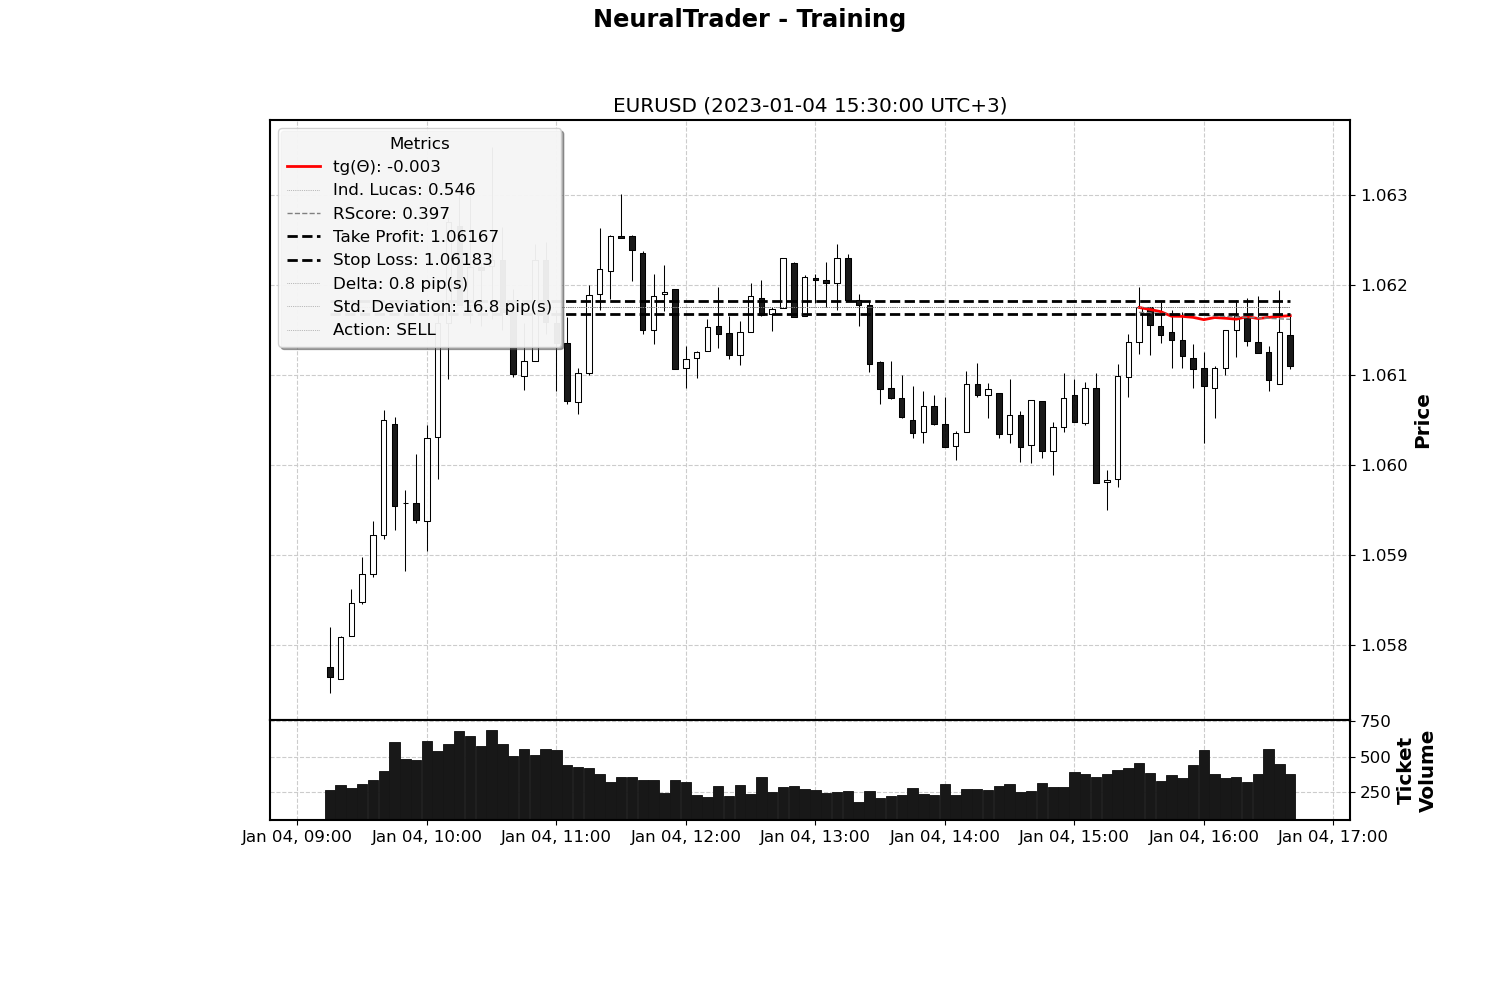 NeuralTrader - Training
EURUSD (2023-01-04 15:30:00 UTC+3)
Metrics
tg(Θ): -0.003
Ind. Lucas: 0.546
RScore: 0.397
Take Profit: 1.06167
Stop Loss: 1.06183
Delta: 0.8 pip(s)
Std. Deviation: 16.8 pip(s)
Action: SELL
1.063
1.062
1.061
1.060
1.059
1.058
Price
750
500
250
Ticket
Volume
Jan 04, 09:00
Jan 04, 10:00
Jan 04, 11:00
Jan 04, 12:00
Jan 04, 13:00
Jan 04, 14:00
Jan 04, 15:00
Jan 04, 16:00
Jan 04, 17:00